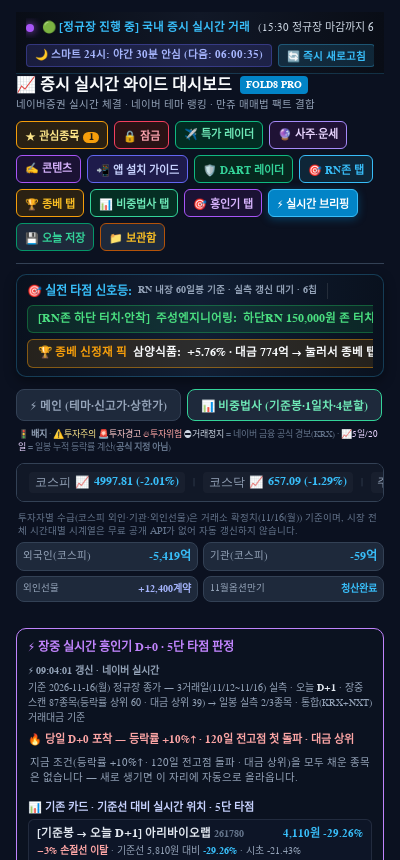 🟢 [정규장 진행 중] 국내 증시 실시간 거래 (15:30 정규장 마감까지 6
🌙 스마트 24시: 야간 30분 안심 (다음: 06:00:35) 🔄 즉시 새로고침
📈 증시 실시간 와이드 대시보드 FOLD8 PRO
네이버증권 실시간 체결 · 네이버 테마 랭킹 · 만쥬 매매법 팩트 결합
★ 관심종목 1 🔒 잠금 ✈️ 특가 레이더 🔮 사주·운세
✍️ 콘텐츠 📲 앱 설치 가이드 🛡️ DART 레이더 🎯 RN존 탭
🏆 종베 탭 📊 비중법사 탭 🎯 홍인기 탭 ⚡ 실시간 브리핑
💾 오늘 저장 📁 보관함
🎯 실전 타점 신호등: RN 내장 60일봉 기준 · 실측 갱신 대기 · 6칩
[RN존 하단 터치·안착] 주성엔지니어링: 하단RN 150,000원 존 터치
🏆 종베 신정재 픽 삼양식품: +5.76% · 대금 774억 → 눌러서 종베 탭
⚡ 메인 (테마·신고가·상한가) 📊 비중법사 (기준봉·1일차·4분할)
🚦 배지 · ⚠️투자주의 🚨투자경고 ⛔거래정지 = 네이버 금융 공식 경보(KRX) · 📈5일/20
일 = 일봉 누적 등락률 계산(공식 지정 아님)
코스피 📈 4997.81 (-2.01%) | 코스닥 📈 657.09 (-1.29%) |
투자자별 수급(코스피 외인·기관·외인선물)은 거래소 확정치(11/16(월)) 기준이며, 시장 전
체 시간대별 시계열은 무료 공개 API가 없어 자동 갱신하지 않습니다.
외국인(코스피) -5,419억 기관(코스피) -59억
외인선물 +12,400계약 11월옵션만기 청산완료
⚡ 장중 실시간 홍인기 D+0 · 5단 타점 판정
⚡ 09:04:01 갱신 · 네이버 실시간
기준 2026-11-16(월) 정규장 종가 — 3거래일(11/12~11/16) 실측 · 오늘 D+1 · 장중
스캔 87종목(등락률 상위 60 · 대금 상위 39) → 일봉 실측 2/3종목 · 통합(KRX+NXT)
거래대금 기준
🔥 당일 D+0 포착 — 등락률 +10%↑ · 120일 전고점 첫 돌파 · 대금 상위
지금 조건(등락률 +10%↑ · 120일 전고점 돌파 · 대금상위)을 모두 채운 종목
은 없습니다 — 새로 생기면 이 자리에 자동으로 올라옵니다.
📊 기존 카드 · 기준선 대비 실시간 위치 · 5단 타점
[기준봉 → 오늘 D+1] 아리바이오랩 261780 4,110원 -29.26%
−3% 손절선 이탈 · 기준선 5,810원 대비 -29.26% · 시초 -21.43%